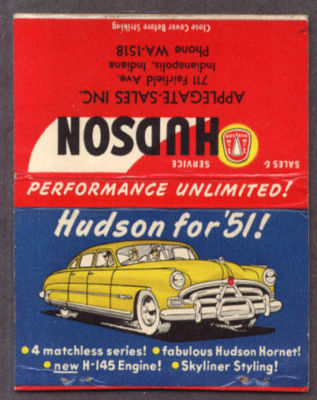 Close Cover Before Striking
APPLEGATE-SALES INC.
711 Fairfield Ave.
Indianapolis, Indiana
Phone WA-1518
SALES & SERVICE
HUDSON
PERFORMANCE UNLIMITED!
Hudson for '51!
• 4 matchless series! • fabulous Hudson Hornet!
• new H-145 Engine! • Skyliner Styling!